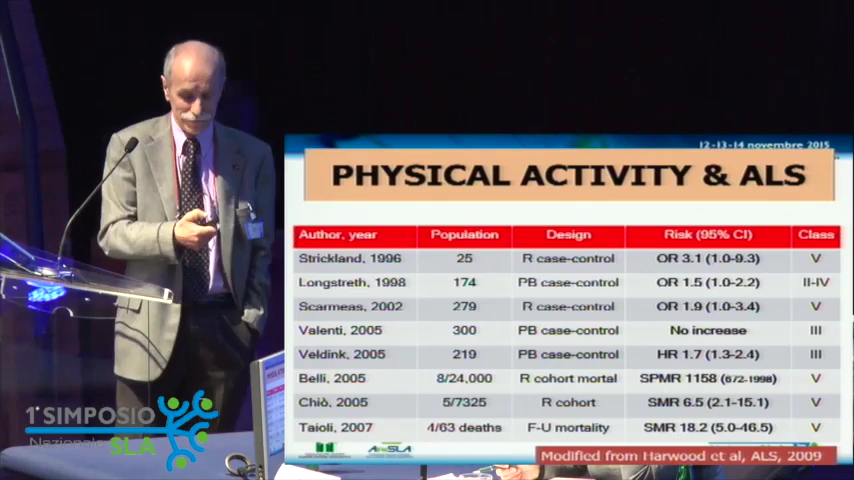 12-13-14 novembre 2015
PHYSICAL ACTIVITY & ALS
Author, year Population Design Risk (95% CI) Class
Strickland, 1996 25 R case-control OR 3.1 (1.0-9.3) V
Longstreth, 1998 174 PB case-control OR 1.5 (1.0-2.2) II-IV
Scarmeas, 2002 279 R case-control OR 1.9 (1.0-3.4) V
Valenti, 2005 300 PB case-control No increase III
Veldink, 2005 219 PB case-control HR 1.7 (1.3-2.4) III
Belli, 2005 8/24,000 R cohort mortal SPMR 1158 (672-1998) V
Chiò, 2005 5/7325 R cohort SMR 6.5 (2.1-15.1) V
Taioli, 2007 4/63 deaths F-U mortality SMR 18.2 (5.0-46.5) V
Modified from Harwood et al, ALS, 2009
1° SIMPOSIO
Nazionale
SLA